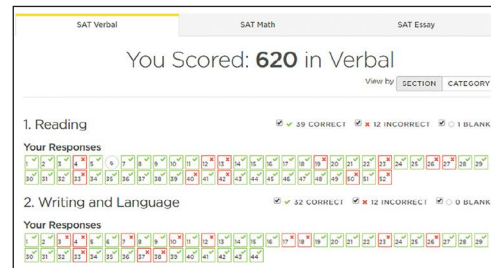 SAT Verbal SAT Math SAT Essay
You Scored: 620 in Verbal
View by SECTION CATEGORY
1. Reading 39 CORRECT 12 INCORRECT 1 BLANK
Your Responses
1 2 3 4 5 6 7 8 9 10 11 12 13 14 15 16 17 18 19 20 21 22 23 24 25 26 27 28 29
30 31 32 33 34 35 36 37 38 39 40 41 42 43 44 45 46 47 48 49 50 51 52
2. Writing and Language 32 CORRECT 12 INCORRECT 0 BLANK
Your Responses
1 2 3 4 5 6 7 8 9 10 11 12 13 14 15 16 17 18 19 20 21 22 23 24 25 26 27 28 29
30 31 32 33 34 35 36 37 38 39 40 41 42 43 44